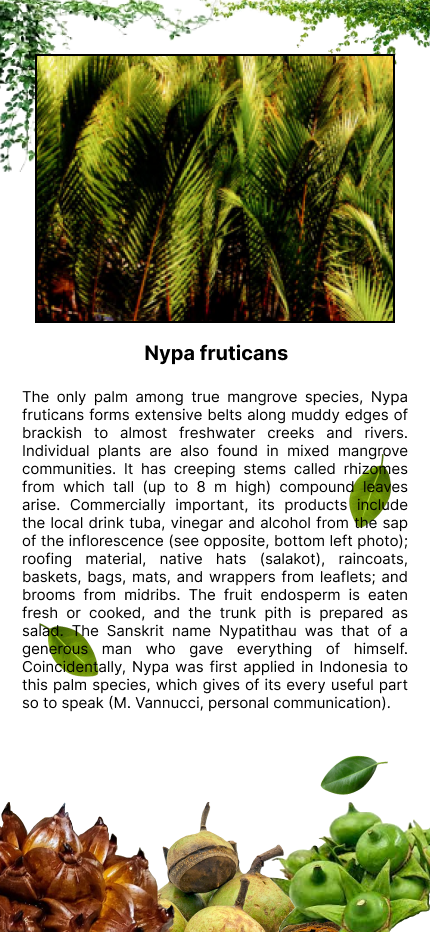 Nypa fruticans
The only palm among true mangrove species, Nypa
fruticans forms extensive belts along muddy edges of
brackish to almost freshwater creeks and rivers.
Individual plants are also found in mixed mangrove
communities. It has creeping stems called rhizomes
from which tall (up to 8 m high) compound leaves
arise. Commercially important, its products include
the local drink tuba, vinegar and alcohol from the sap
of the inflorescence (see opposite, bottom left photo);
roofing material, native hats (salakot), raincoats,
baskets, bags, mats, and wrappers from leaflets; and
brooms from midribs. The fruit endosperm is eaten
fresh or cooked, and the trunk pith is prepared as
salad. The Sanskrit name Nypatithau was that of a
generous man who gave everything of himself.
Coincidentally, Nypa was first applied in Indonesia to
this palm species, which gives of its every useful part
so to speak (M. Vannucci, personal communication).